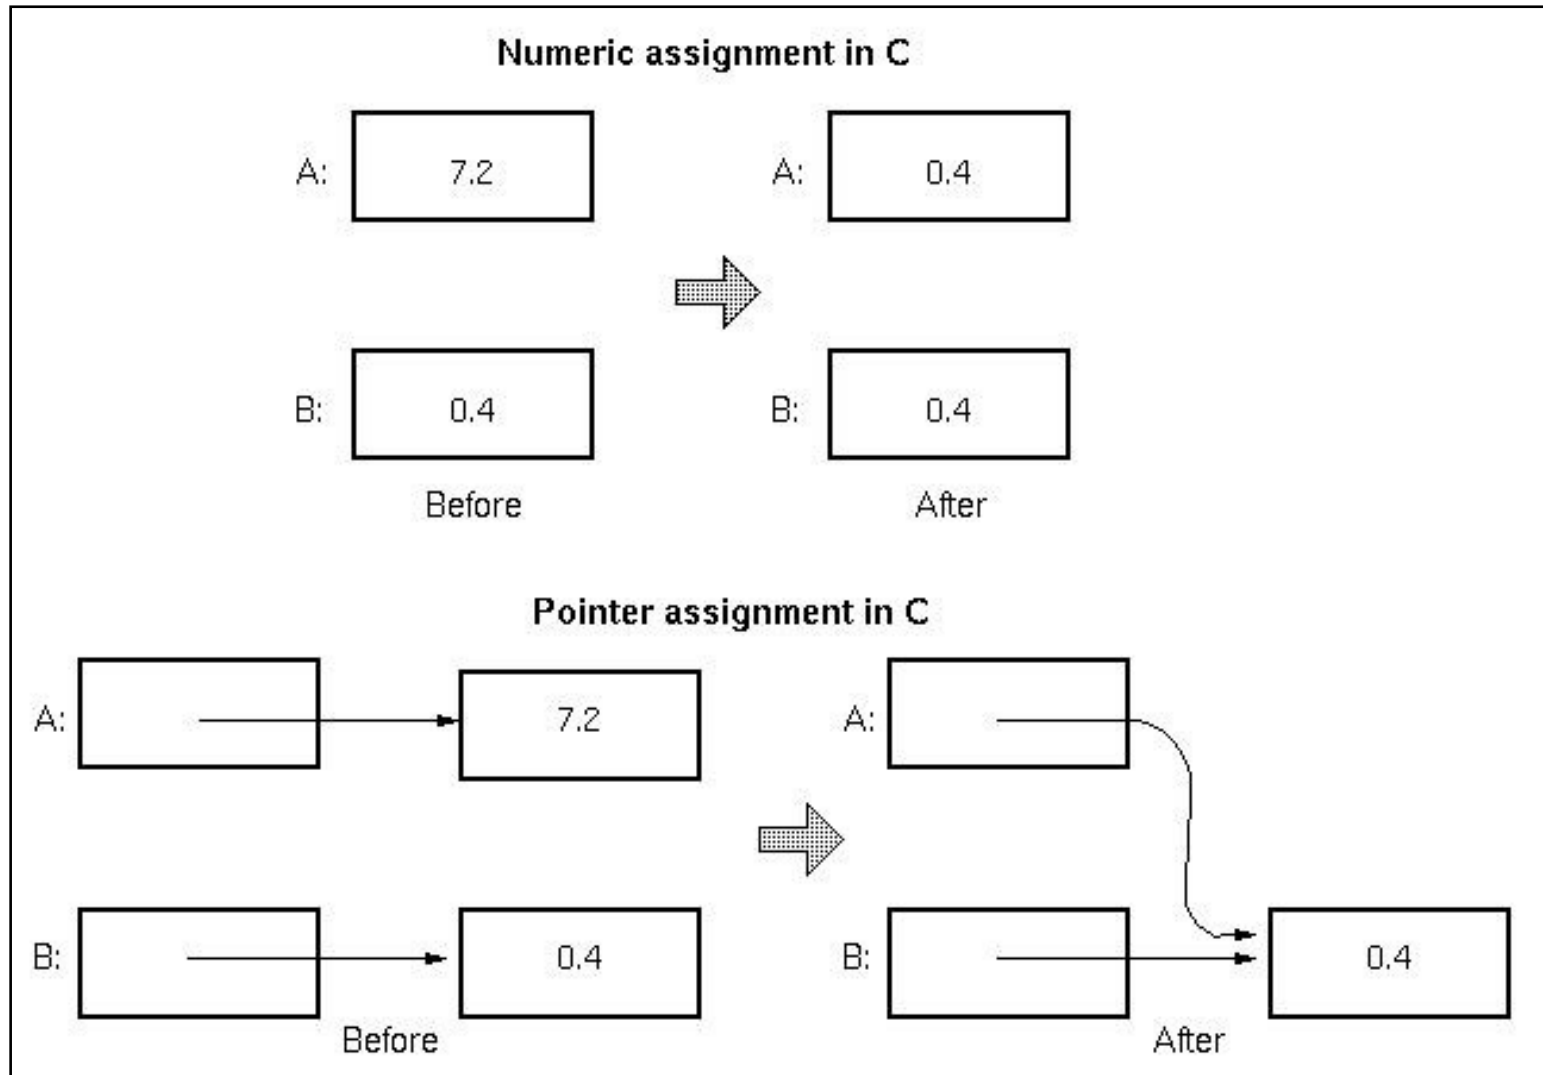 Numeric assignment in C
A: 7.2 A: 0.4
B: 0.4 B: 0.4
Before After
Pointer assignment in C
A: 7.2 A:
B: 0.4 B: 0.4
Before After